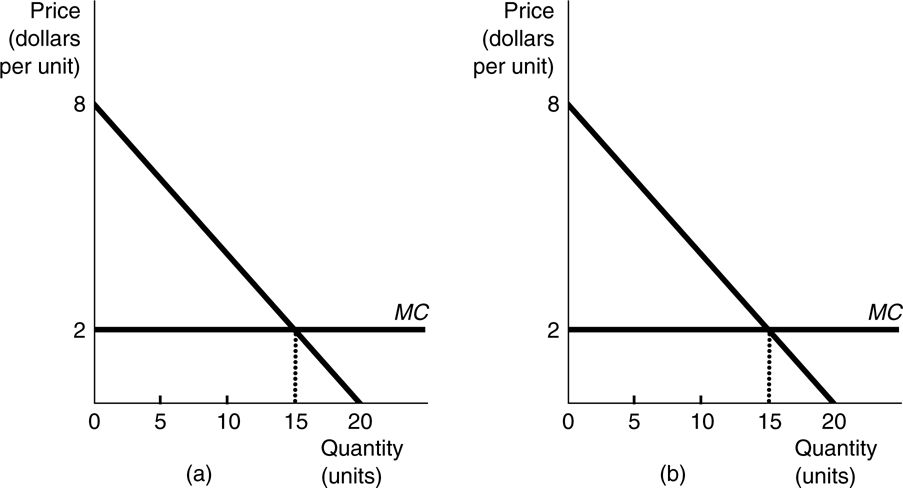 Price
(dollars
per unit)
8
2
MC
0 5 10 15 20
Quantity
(units)
(a)
Price
(dollars
per unit)
8
2
MC
0 5 10 15 20
Quantity
(units)
(b)